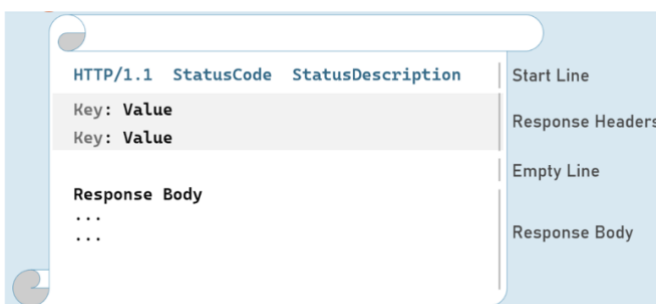 HTTP/1.1 StatusCode StatusDescription
Start Line
Key: Value
Key: Value
Response Headers
Empty Line
Response Body
...
...
Response Body